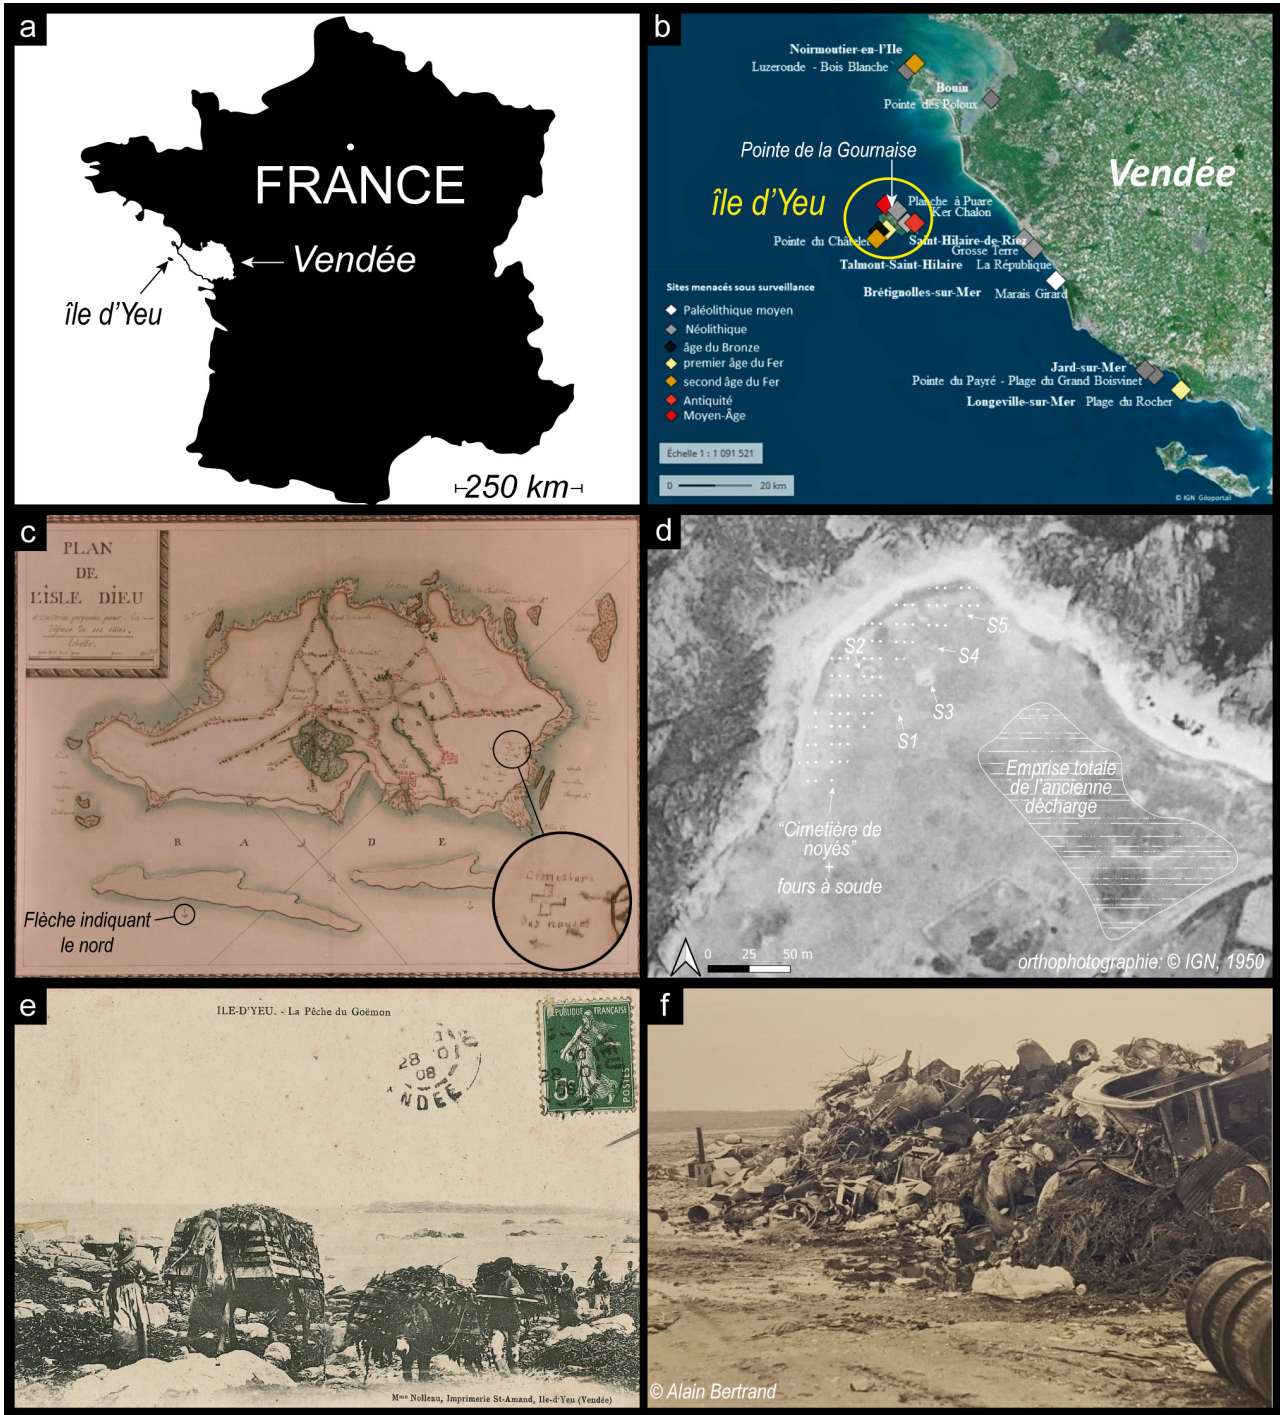 a
FRANCE
Vendée
île d'Yeu
250 km
b
Noirmoutier-en-l'Ile
Luzeronde - Bois Blanche
Bouin
Pointe des Poloux
Pointe de la Gournaise
Vendée
île d'Yeu
Planche à Puare
Ker Chalon
Pointe du Châtelet
Saint-Hilaire-de-Riez
Grosse Terre
Talmont-Saint-Hilaire
La République
Brétignolles-sur-Mer
Marais Girard
Sites menacés sous surveillance
Paléolithique moyen
Néolithique
âge du Bronze
premier âge du Fer
second âge du Fer
Antiquité
Moyen-Âge
Jard-sur-Mer
Pointe du Payré - Plage du Grand Boisvinet
Longeville-sur-Mer Plage du Rocher
Échelle 1 : 1 091 521
0 20 km
© IGN Géoportail
c
PLAN
DE
L'ISLE DIEU
R A D E
Cimetiere
des noyés
Flèche indiquant
le nord
d
S5
S2
S4
S3
S1
Emprise totale
de l'ancienne
décharge
"Cimetière de
noyés"
+
fours à soude
0 25 50 m
orthophotographie: © IGN, 1950
e
ILE-D'YEU. - La Pêche du Goëmon
RÉPUBLIQUE FRANÇAISE
POSTES
28
08
Mme Nolleau, Imprimerie St-Amand, Ile-d'Yeu (Vendée)
f
© Alain Bertrand